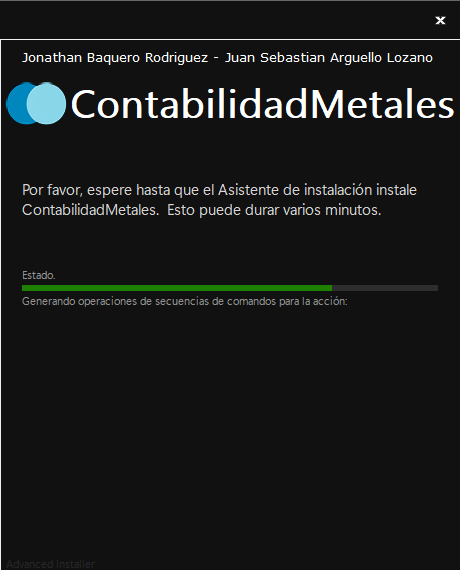 Jonathan Baquero Rodriguez - Juan Sebastian Arguello Lozano
ContabilidadMetales
Por favor, espere hasta que el Asistente de instalación instale
ContabilidadMetales.  Esto puede durar varios minutos.
Estado.
Generando operaciones de secuencias de comandos para la acción:
Advanced Installer